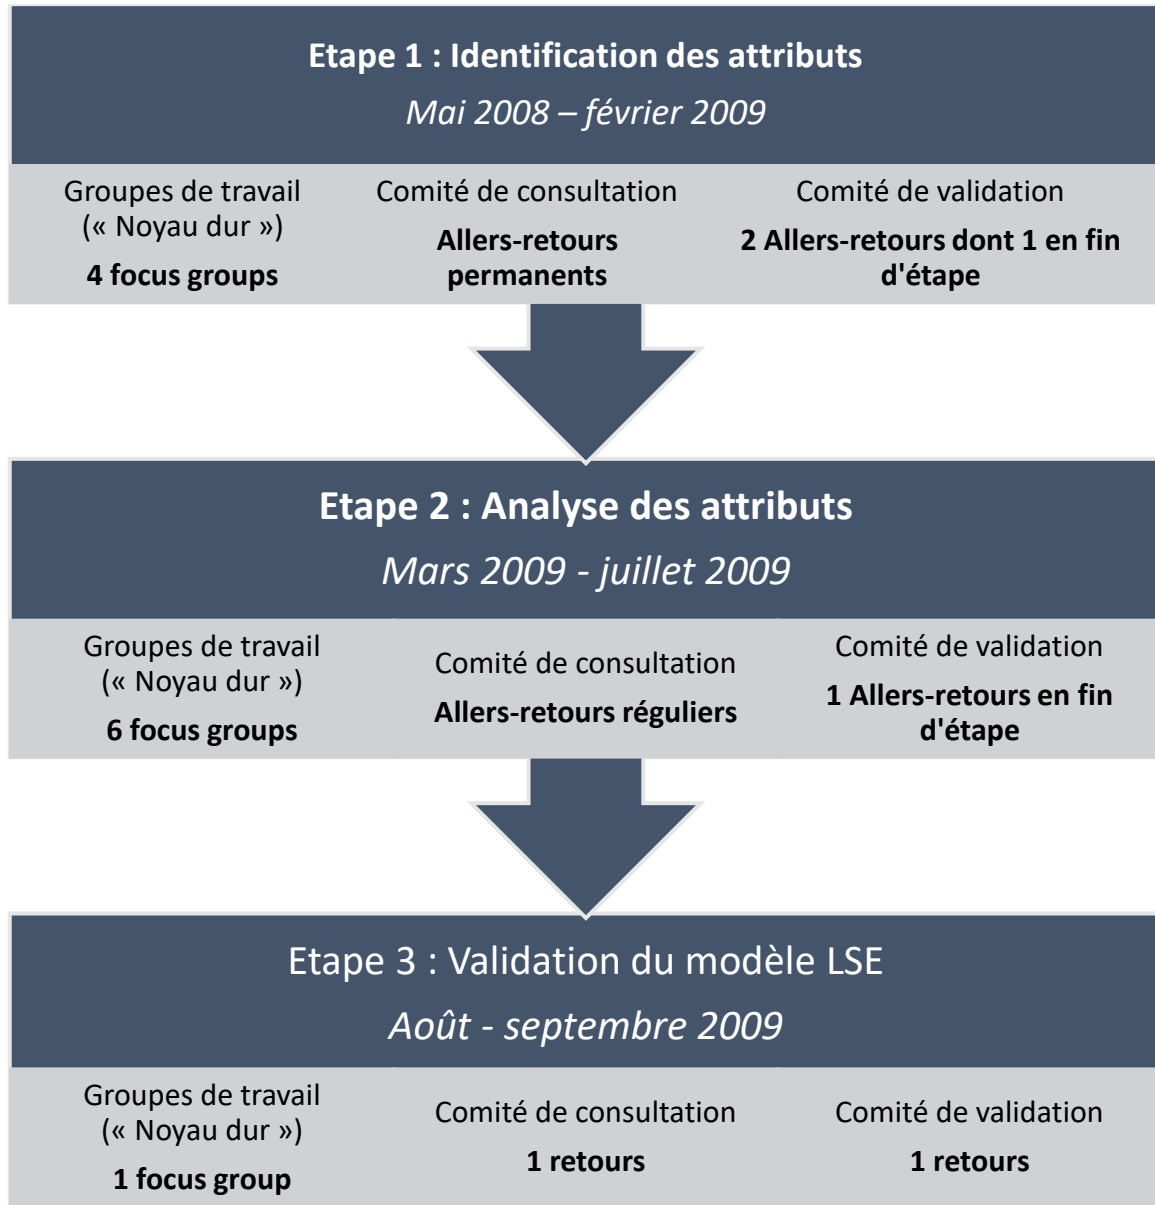 Etape 1 : Identification des attributs
Mai 2008 – février 2009
Groupes de travail
(« Noyau dur »)
4 focus groups
Comité de consultation
Allers-retours
permanents
Comité de validation
2 Allers-retours dont 1 en fin
d'étape
Etape 2 : Analyse des attributs
Mars 2009 - juillet 2009
Groupes de travail
(« Noyau dur »)
6 focus groups
Comité de consultation
Allers-retours réguliers
Comité de validation
1 Allers-retours en fin
d'étape
Etape 3 : Validation du modèle LSE
Août - septembre 2009
Groupes de travail
(« Noyau dur »)
1 focus group
Comité de consultation
1 retours
Comité de validation
1 retours